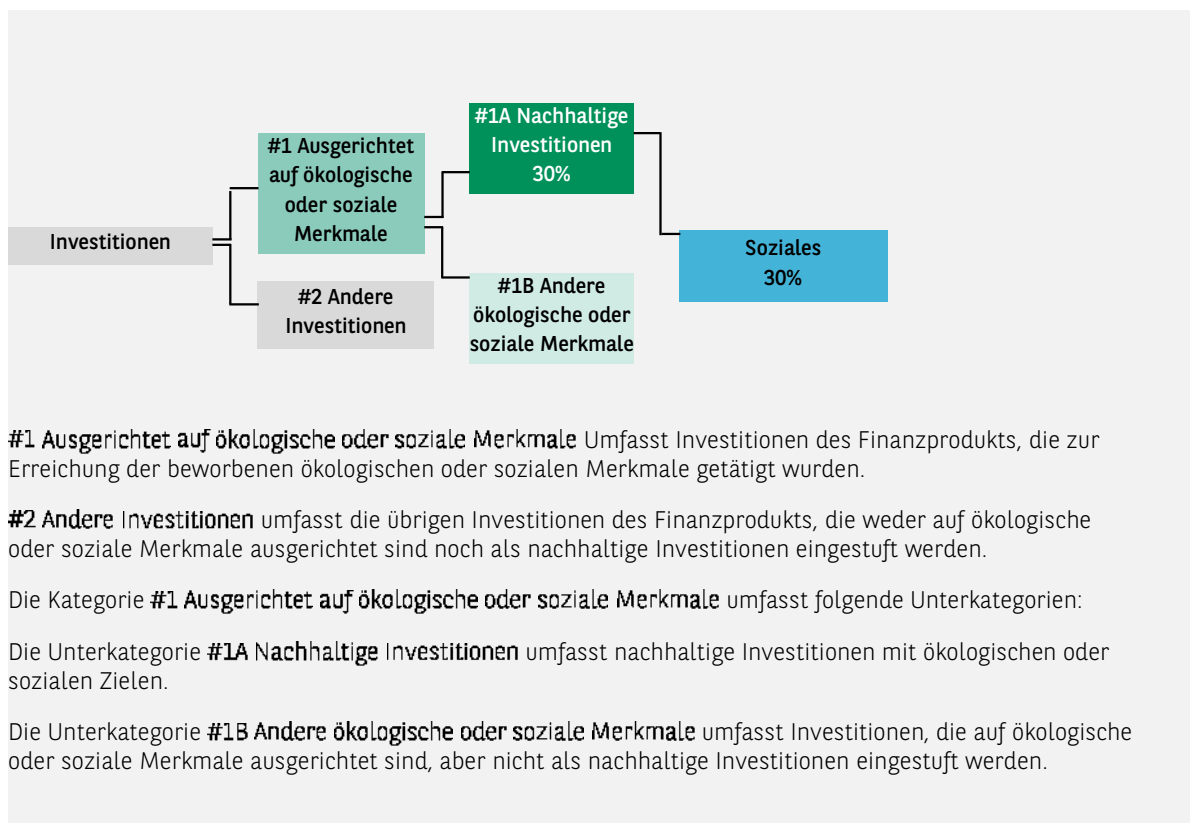 #1A Nachhaltige
Investitionen
30%
#1 Ausgerichtet
auf ökologische
oder soziale
Merkmale
Investitionen
Soziales
30%
#2 Andere
Investitionen
#1B Andere
ökologische oder
soziale Merkmale
#1 Ausgerichtet auf ökologische oder soziale Merkmale Umfasst Investitionen des Finanzprodukts, die zur
Erreichung der beworbenen ökologischen oder sozialen Merkmale getätigt wurden.
#2 Andere Investitionen umfasst die übrigen Investitionen des Finanzprodukts, die weder auf ökologische
oder soziale Merkmale ausgerichtet sind noch als nachhaltige Investitionen eingestuft werden.
Die Kategorie #1 Ausgerichtet auf ökologische oder soziale Merkmale umfasst folgende Unterkategorien:
Die Unterkategorie #1A Nachhaltige Investitionen umfasst nachhaltige Investitionen mit ökologischen oder
sozialen Zielen.
Die Unterkategorie #1B Andere ökologische oder soziale Merkmale umfasst Investitionen, die auf ökologische
oder soziale Merkmale ausgerichtet sind, aber nicht als nachhaltige Investitionen eingestuft werden.